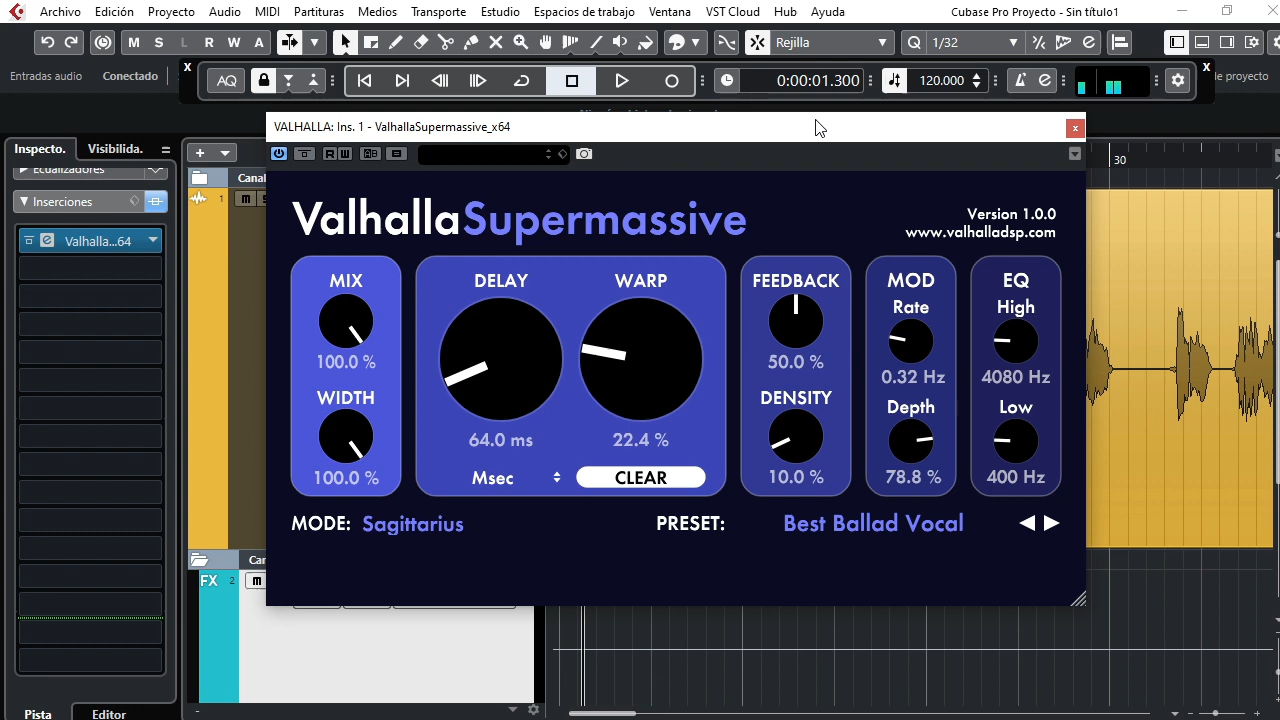 Archivo Edición Proyecto Audio MIDI Partituras Medios Transporte Estudio Espacios de trabajo Ventana VST Cloud Hub Ayuda Cubase Pro Proyecto - Sin título1
M S L R W A Rejilla Q 1/32
Entradas audio Conectado X AQ 0:00:01.300 120.000 X de proyecto
Inspecto. Visibilida.
VALHALLA: Ins. 1 - ValhallaSupermassive_x64 x
Ecualizadores
Inserciones
Valhalla...64
Canal
1 m s
30
ValhallaSupermassive
Version 1.0.0
www.valhalladsp.com
MIX
100.0 %
WIDTH
100.0 %
DELAY WARP
64.0 ms 22.4 %
Msec CLEAR
FEEDBACK
50.0 %
DENSITY
10.0 %
MOD
Rate
0.32 Hz
Depth
78.8 %
EQ
High
4080 Hz
Low
400 Hz
MODE: Sagittarius PRESET: Best Ballad Vocal
FX 2 m
Pista Editor